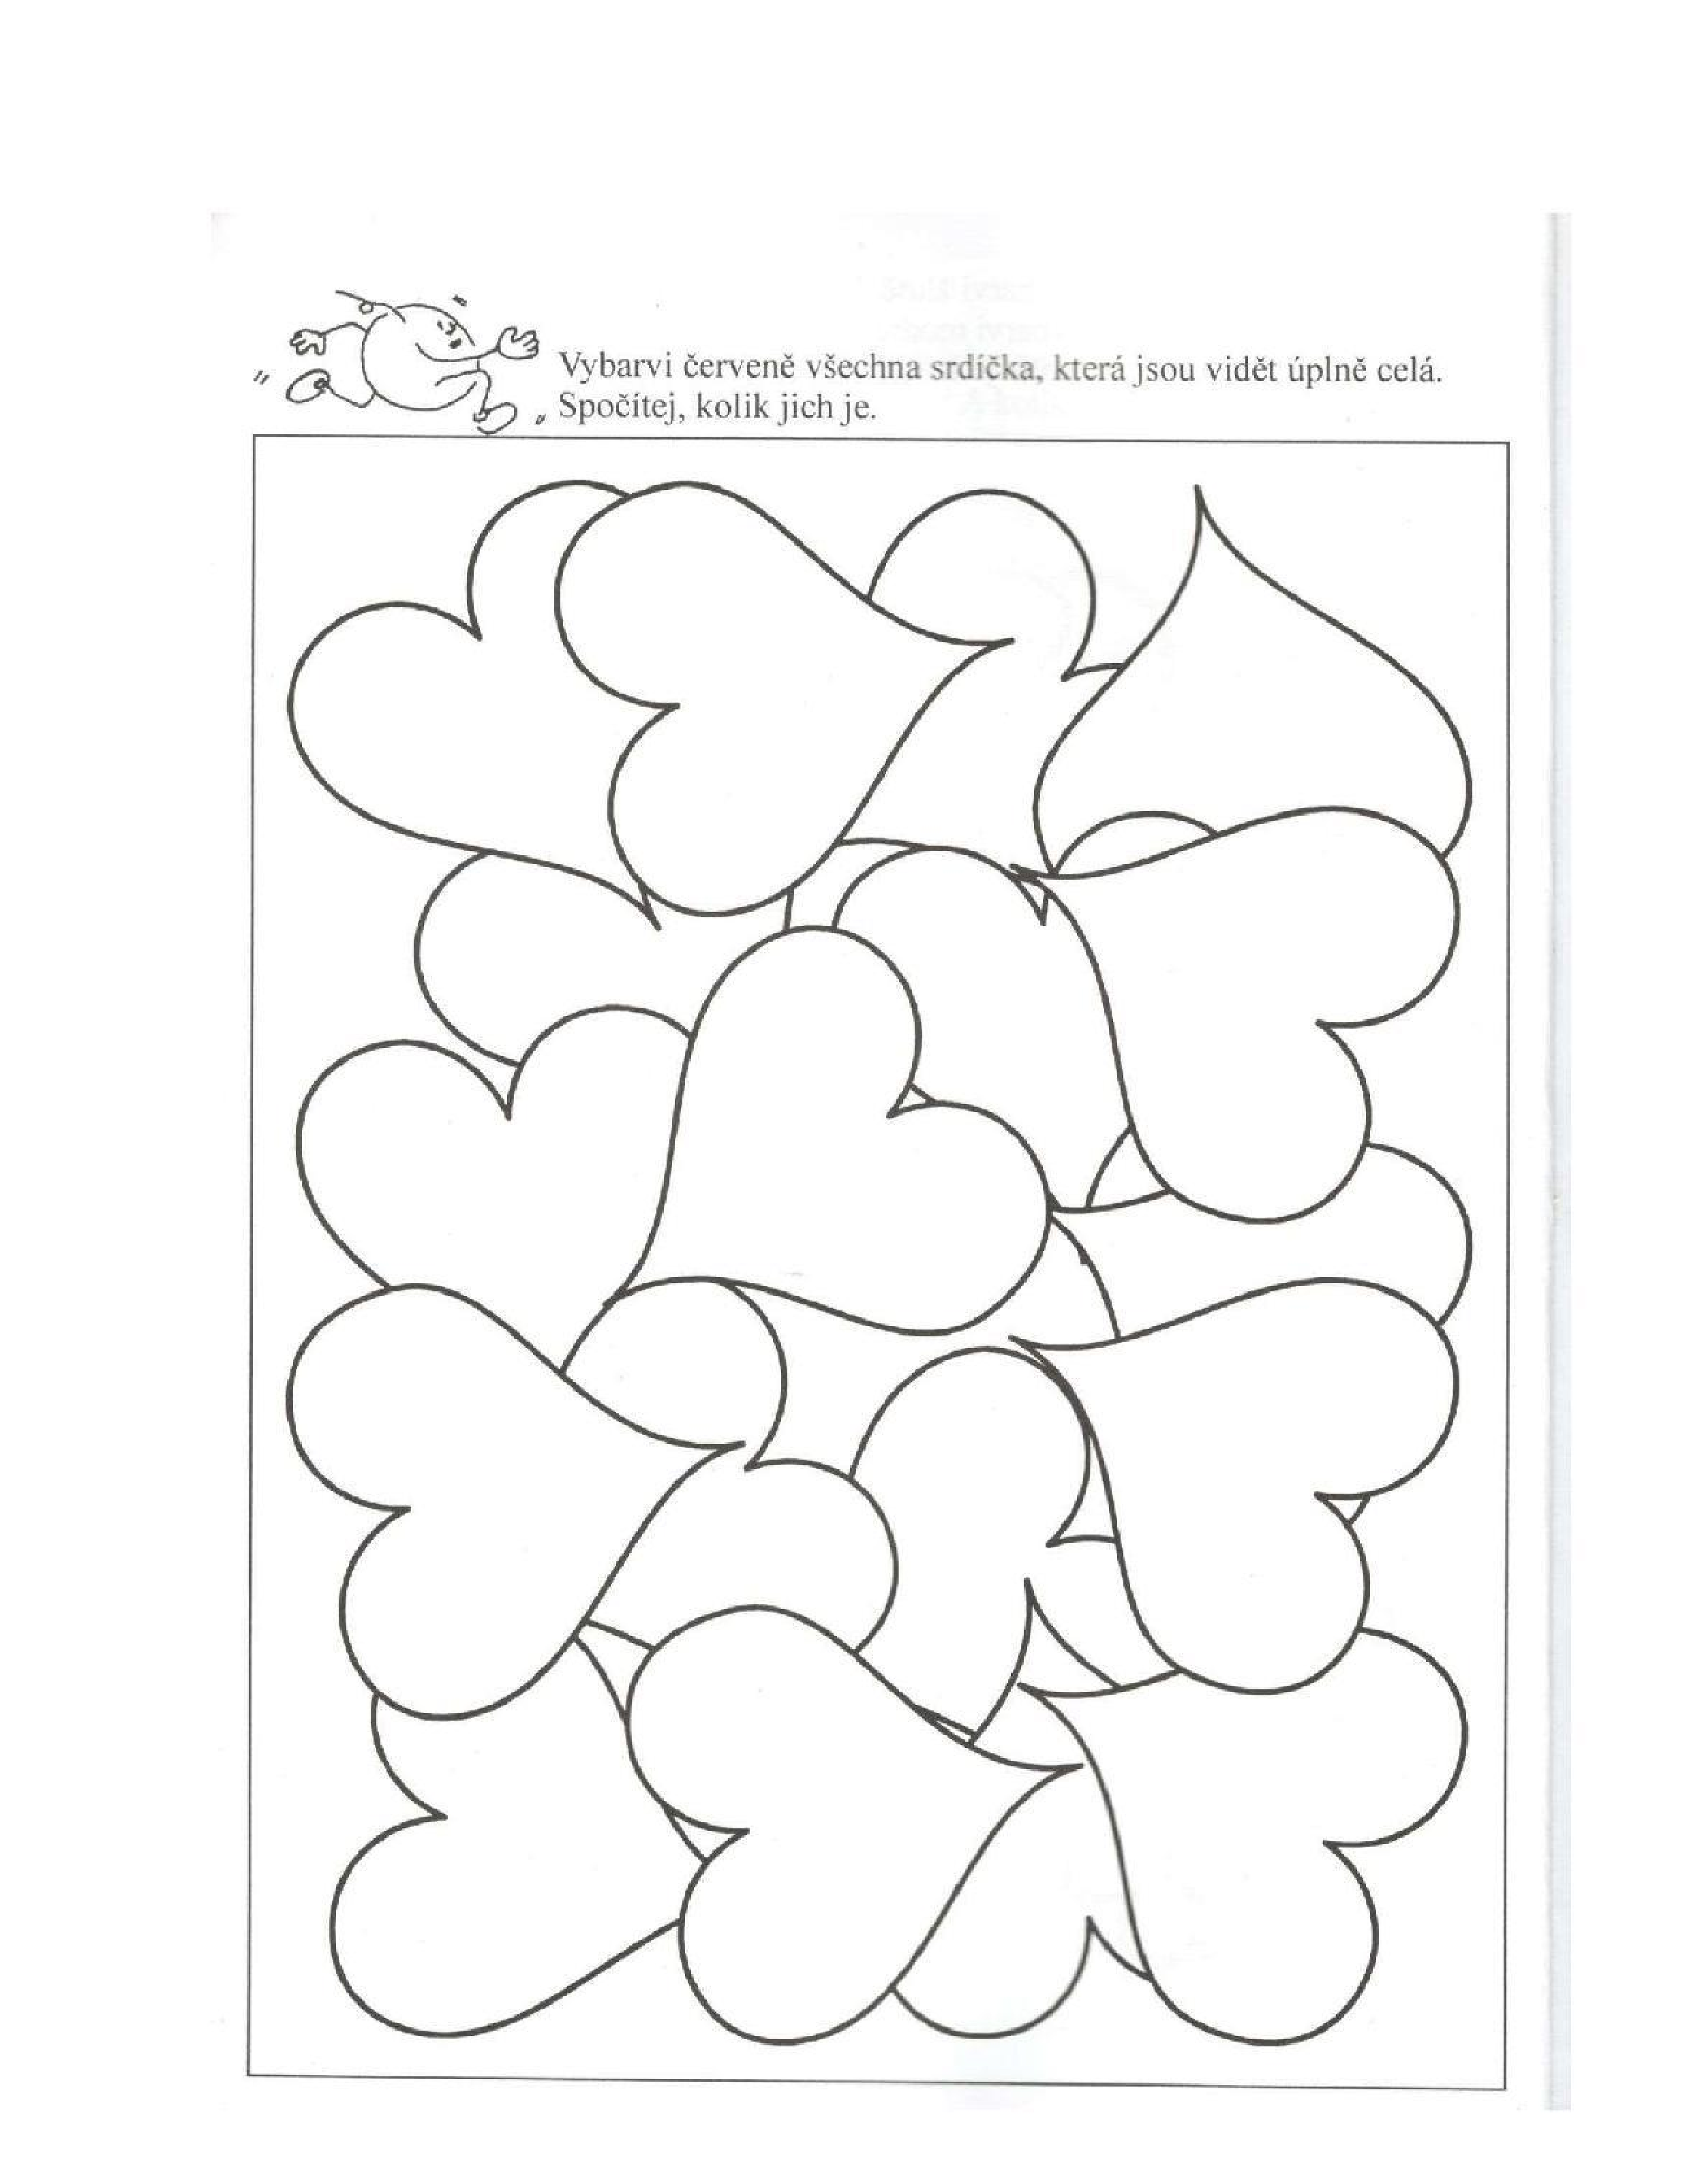 Vybarvi červeně všechna srdíčka, která jsou vidět úplně celá.
Spočítej, kolik jich je.